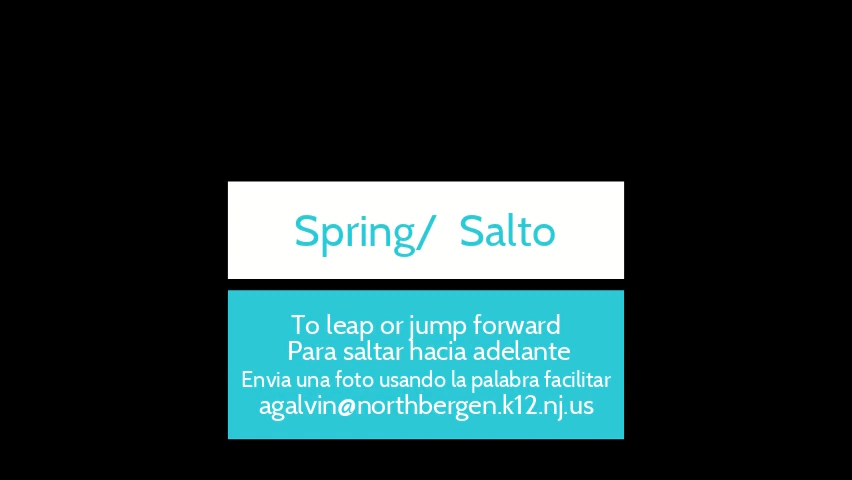 Spring/ Salto
To leap or jump forward
Para saltar hacia adelante
Envia una foto usando la palabra facilitar
agalvin@northbergen.k12.nj.us